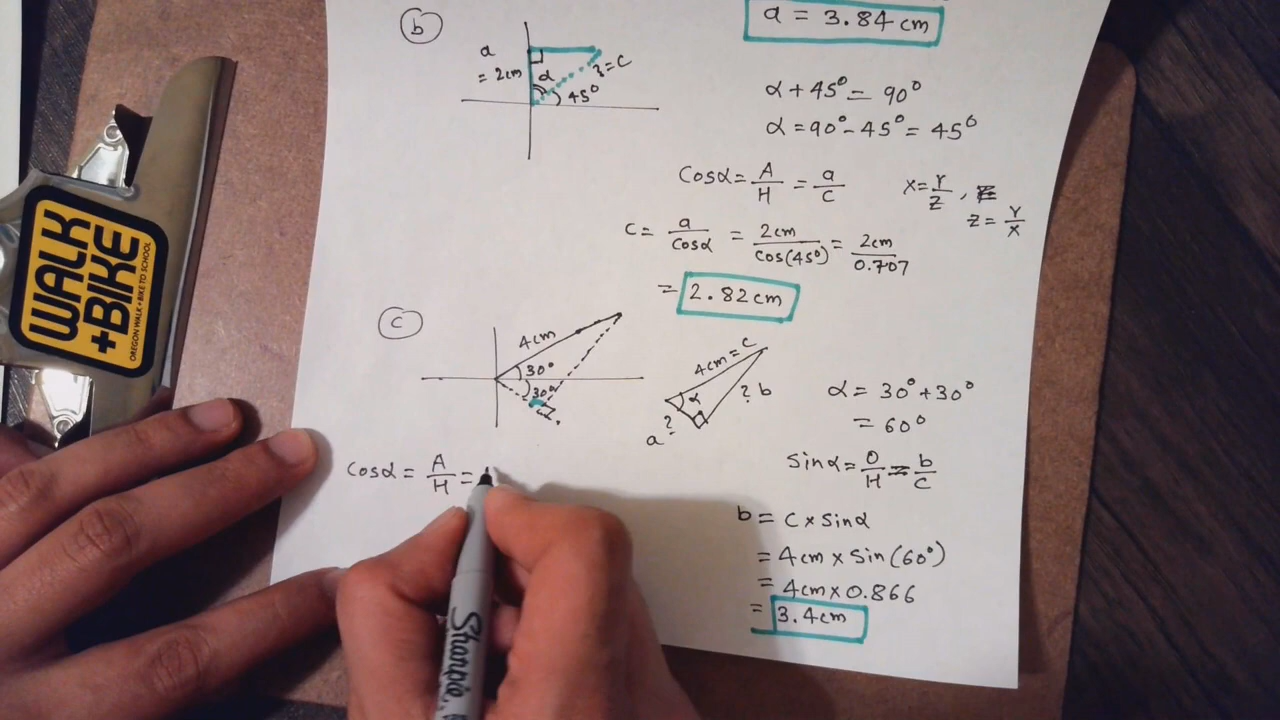 a = 3.84 cm
b
a
= 2cm
α
?=C
45°
α + 45° = 90°
α = 90° - 45° = 45°
Cosα = A/H = a/C
X = Y/Z ,
Z = Y/X
C = a/Cosα = 2cm/cos(45°) = 2cm/0.707
= 2.82cm
WALK
+BIKE
OREGON WALK+BIKE TO SCHOOL
C
4cm
30°
30°
4cm = C
α
? b
a ?
α = 30° + 30°
= 60°
Sinα = O/H = b/C
b = C x Sinα
= 4cm x Sin(60°)
= 4cm x 0.866
= 3.4cm
Cosα = A/H =
Sharpie